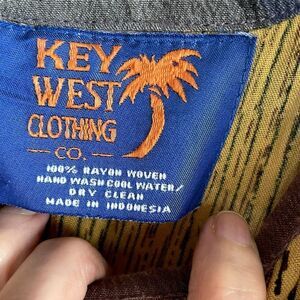 KEY
WEST
CLOTHING
CO.
100% RAYON WOVEN
HAND WASH COOL WATER/
DRY CLEAN
MADE IN INDONESIA